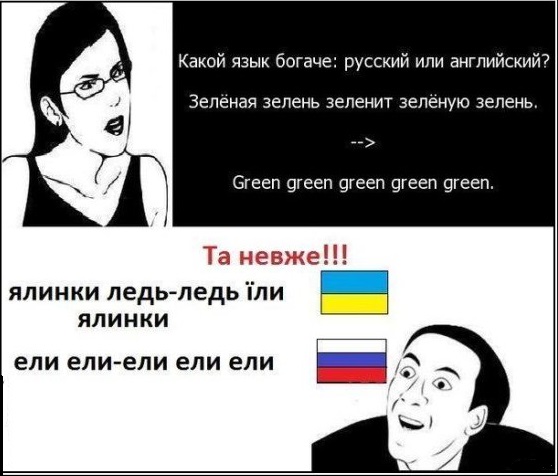 Какой язык богаче: русский или английский?
Зелёная зелень зеленит зелёную зелень.
-->
Green green green green green.
Та невже!!!
ялинки ледь-ледь їли
ялинки
ели ели-ели ели ели